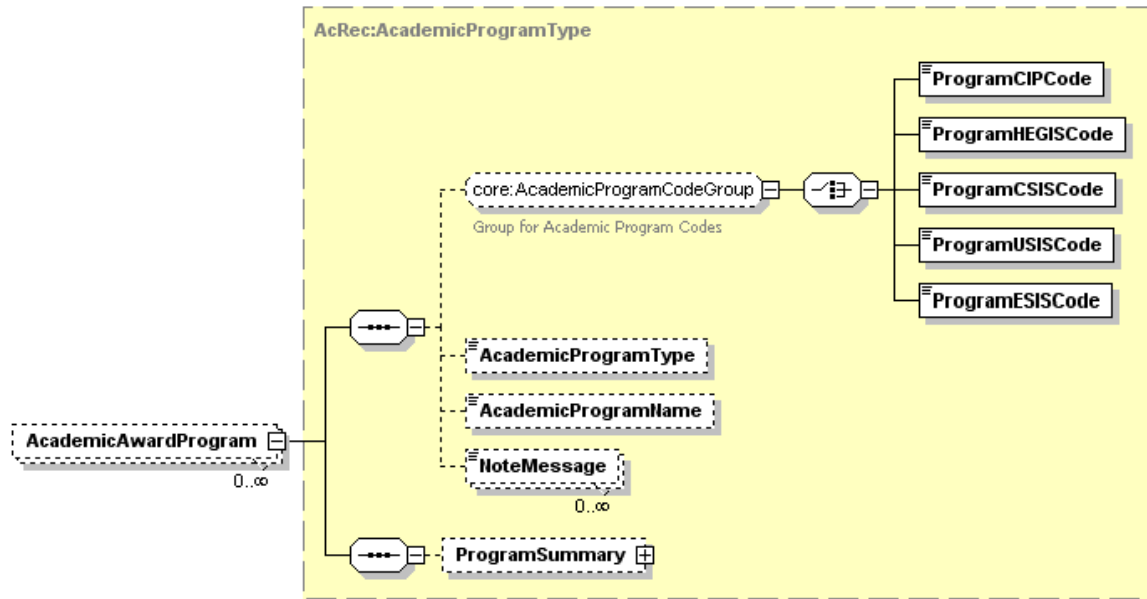 AcRec:AcademicProgramType
ProgramCIPCode
ProgramHEGISCode
core:AcademicProgramCodeGroup
ProgramCSISCode
Group for Academic Program Codes
ProgramUSISCode
ProgramESISCode
AcademicProgramType
AcademicProgramName
AcademicAwardProgram
0..∞
NoteMessage
0..∞
ProgramSummary